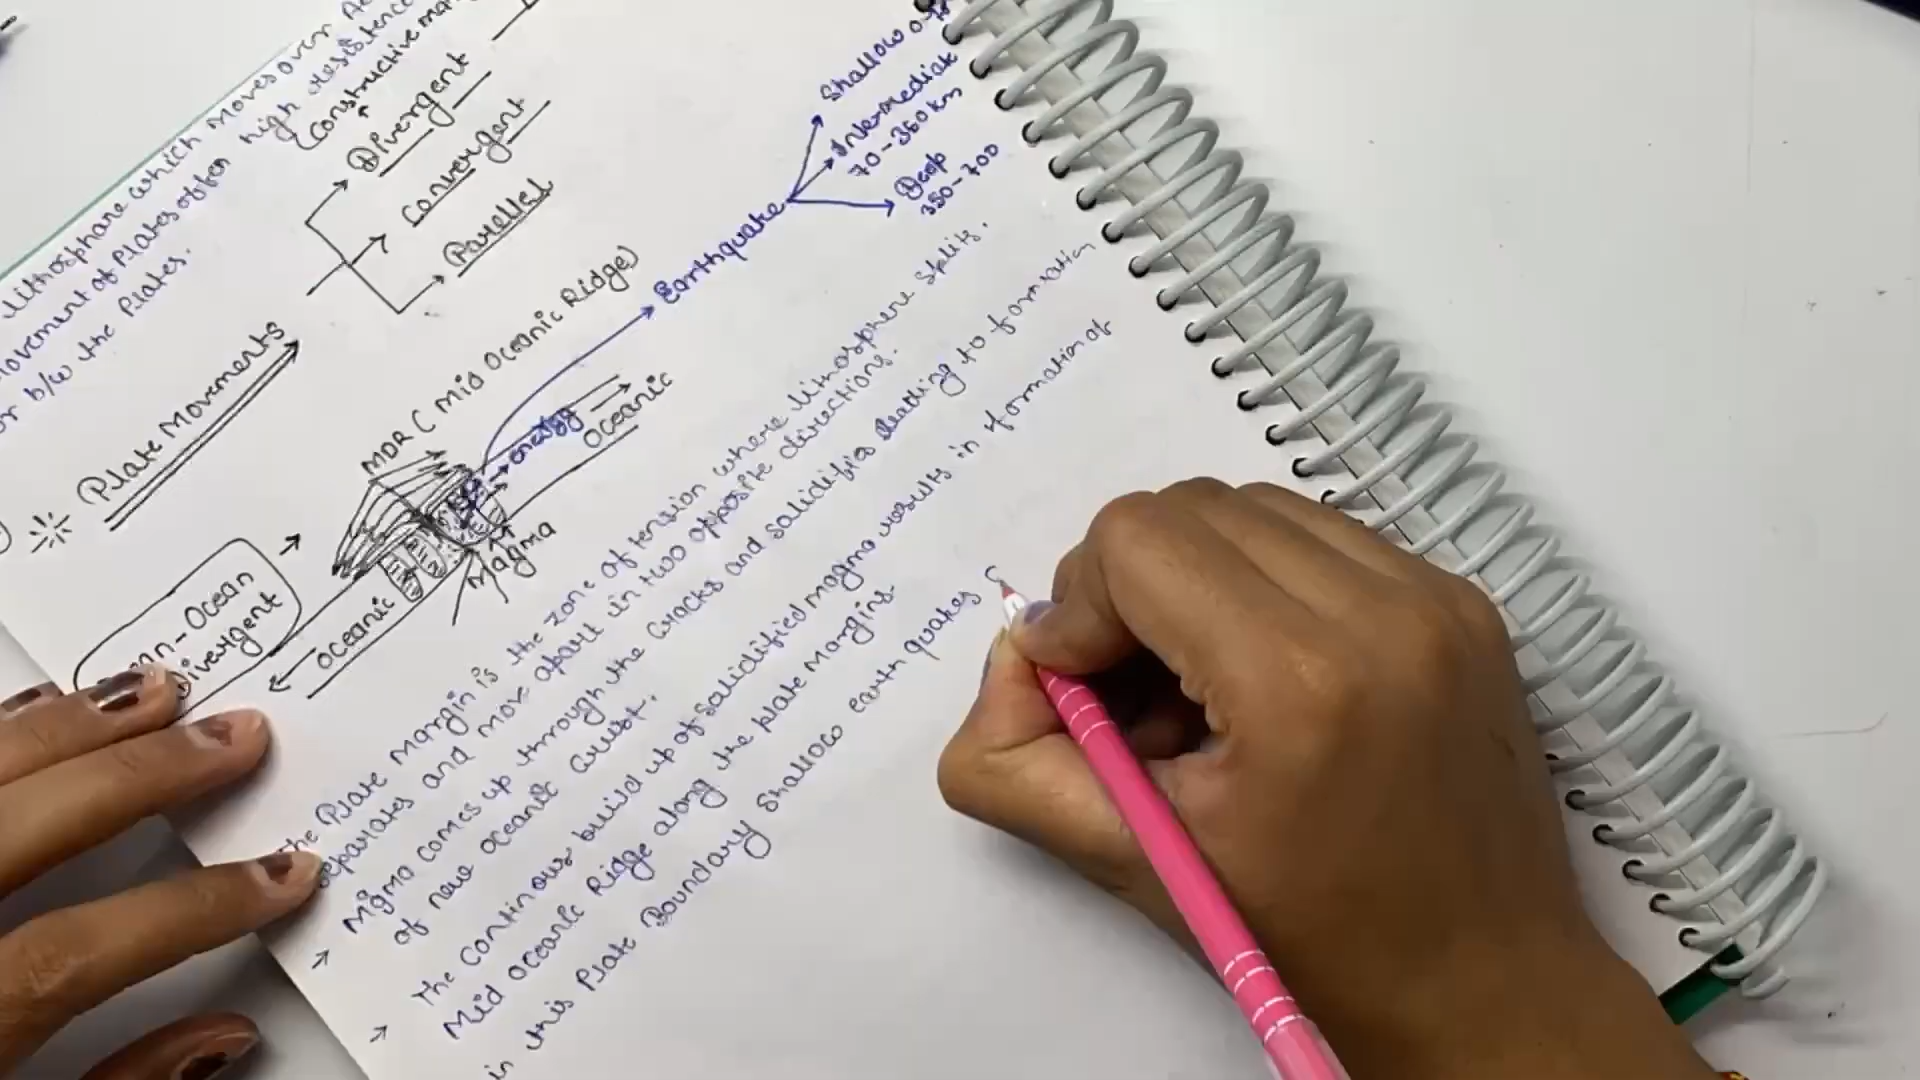 lithosphere which moves over
movement of plates offer high resistence
or b/w the plates.
(Constructive
Divergent
Convergent
Parellel
Plate Movements
MOR (Mid Oceanic Ridge)
Earthquake
Shallow 0-70
Intermediate
70-350 km
Deep
350-700
energy
Oceanic
Magma
Oceanic
Ocean
Divergent
The Plate margin is the zone of tension where lithosphere splits.
separates and move apart in two opposite directions.
→ Mgma comes up through the cracks and solidifies leading to formation
of new oceanic crust.
→ The continous build up of solidified magma results in formation of
Mid oceanic Ridge along the plate margins.
in this Plate Boundary Shallow earth quakes